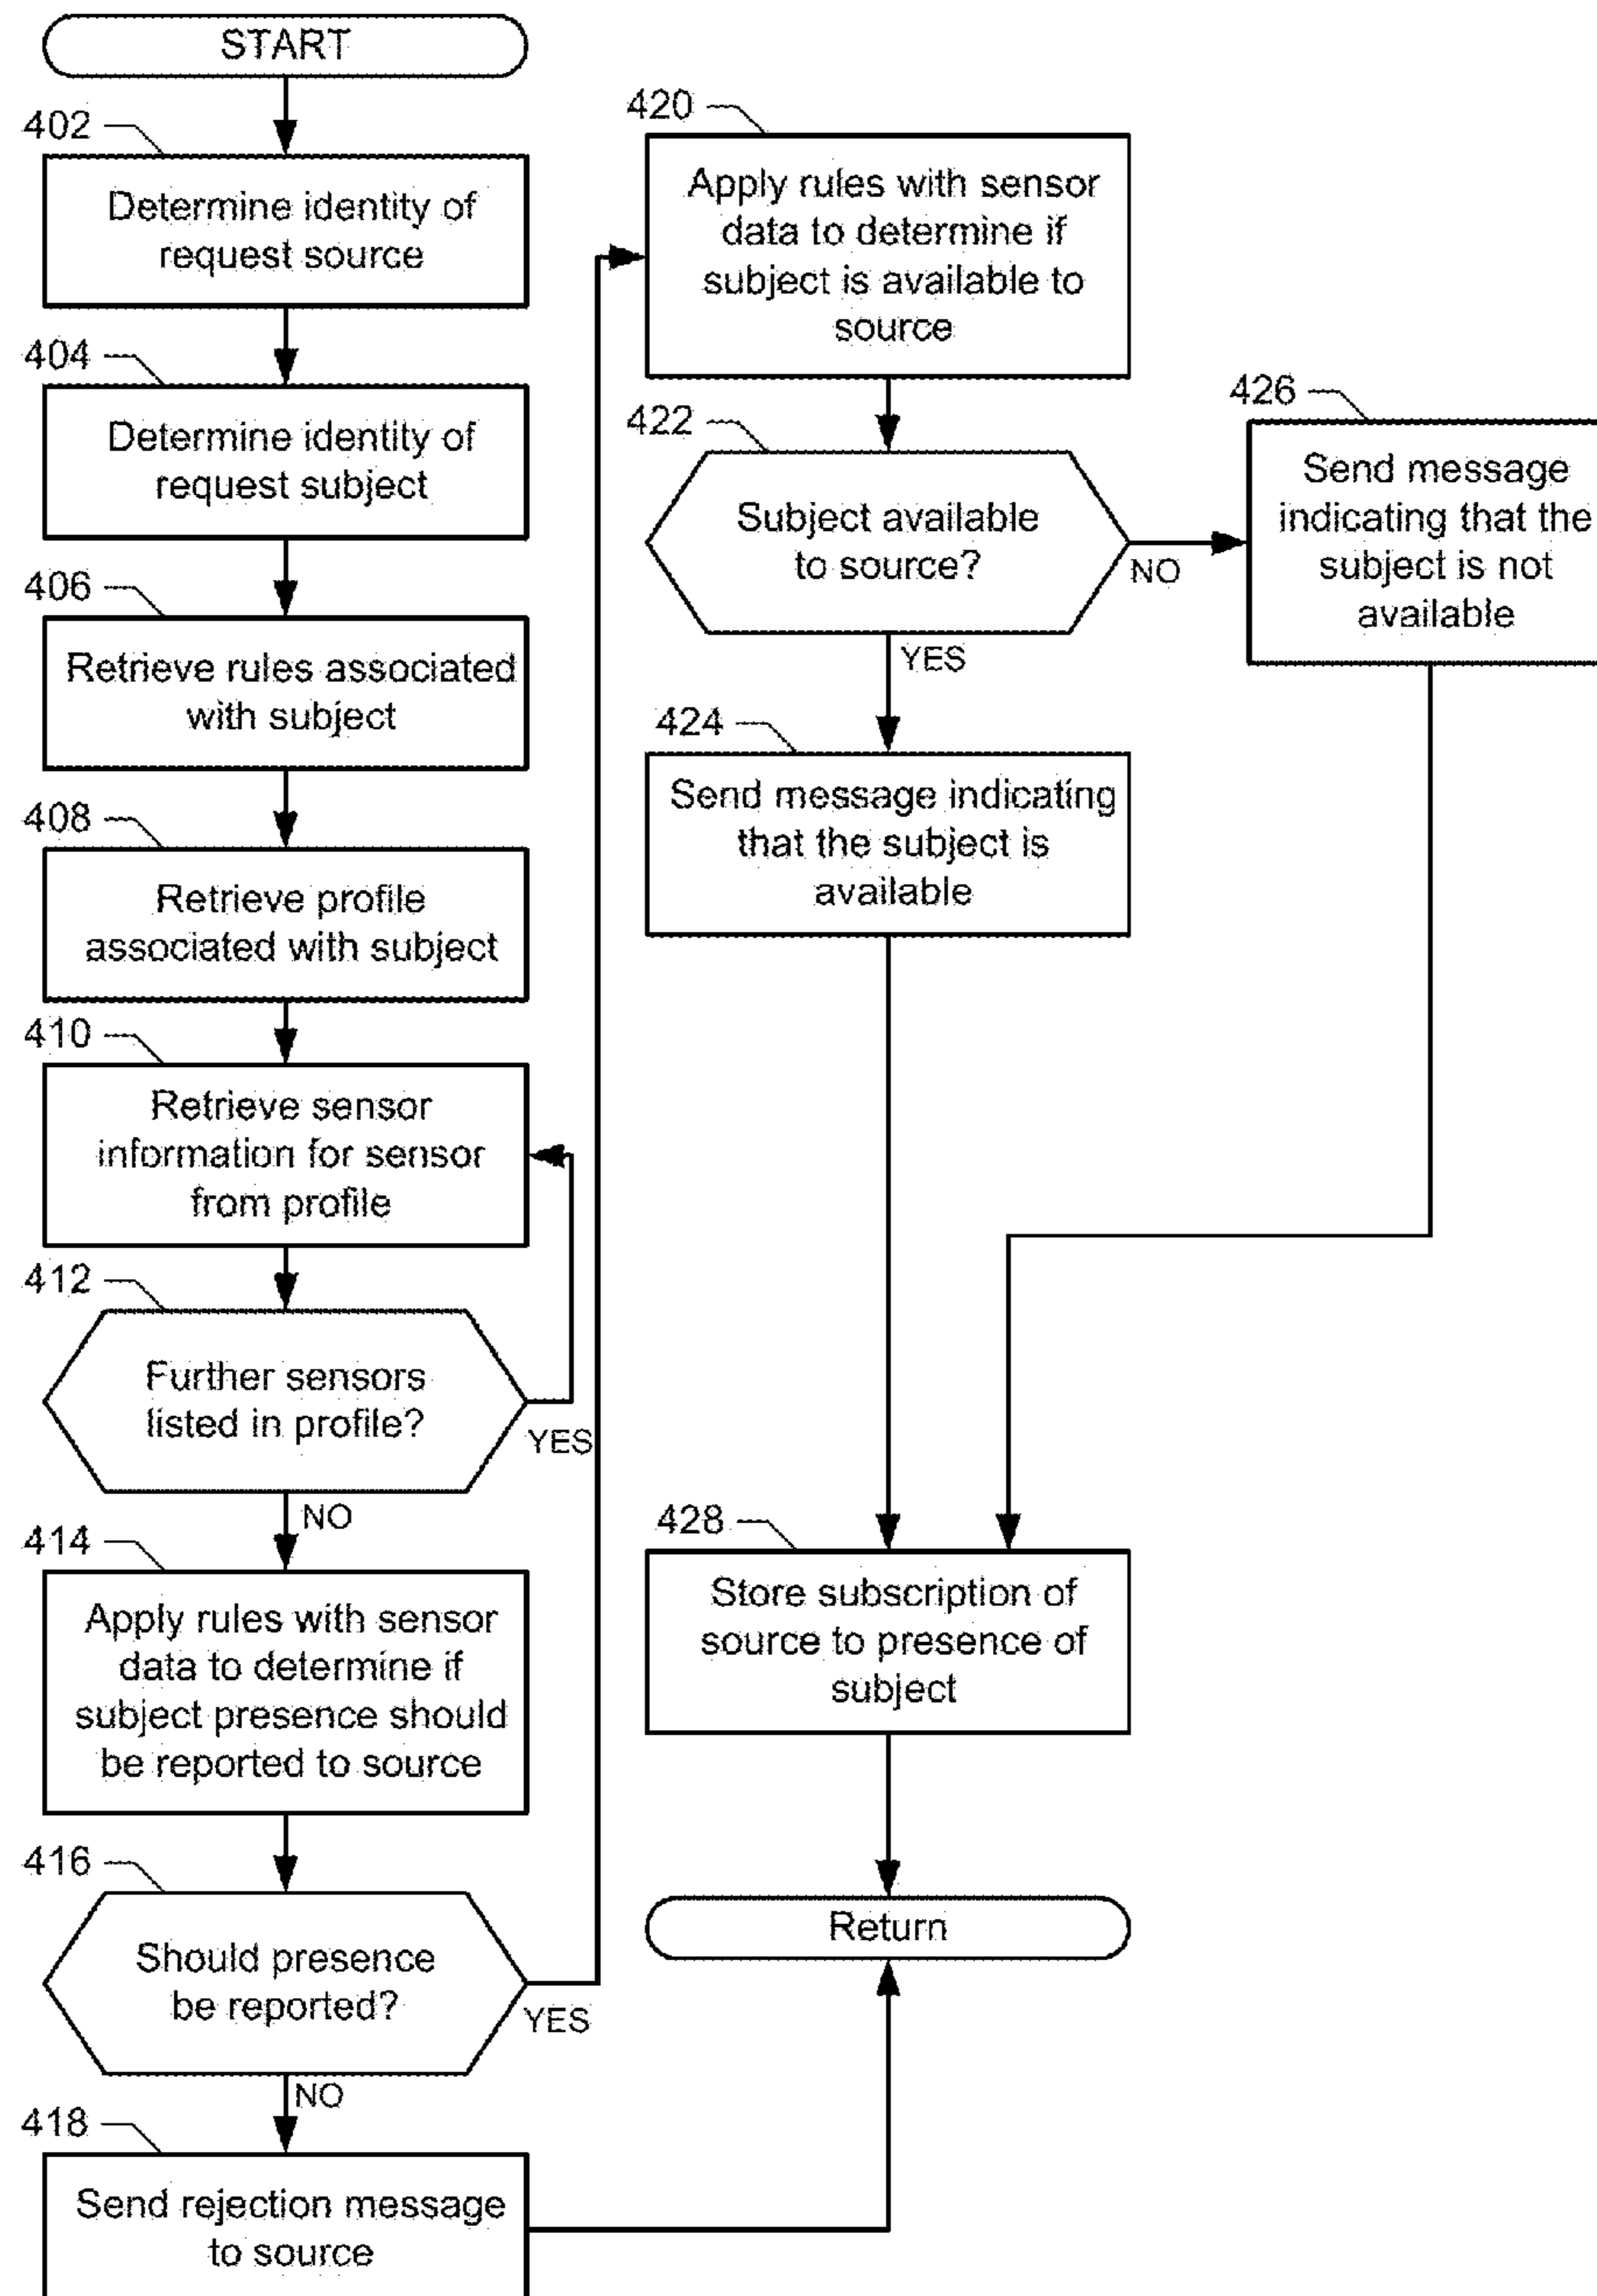 START
402
Determine identity of
request source
404
Determine identity of
request subject
406
Retrieve rules associated
with subject
408
Retrieve profile
associated with subject
410
Retrieve sensor
information for sensor
from profile
412
Further sensors
listed in profile?
YES
NO
414
Apply rules with sensor
data to determine if
subject presence should
be reported to source
416
Should presence
be reported?
YES
NO
418
Send rejection message
to source
420
Apply rules with sensor
data to determine if
subject is available to
source
422
Subject available
to source?
NO
YES
424
Send message indicating
that the subject is
available
426
Send message
indicating that the
subject is not
available
428
Store subscription of
source to presence of
subject
Return